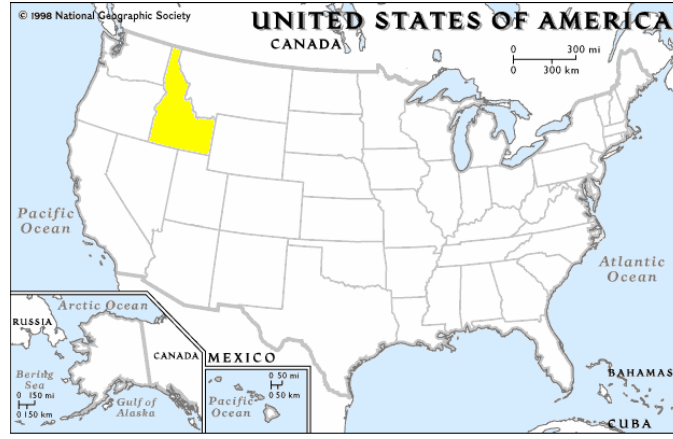 © 1998 National Geographic Society
UNITED STATES OF AMERICA
CANADA
0 300 mi
0 300 km
Pacific
Ocean
Atlantic
Ocean
Arctic Ocean
RUSSIA
CANADA
MEXICO
Bering
Sea
0 150 mi
0 150 km
Gulf of
Alaska
0 50 mi
0 50 km
Pacific
Ocean
BAHAMAS
CUBA